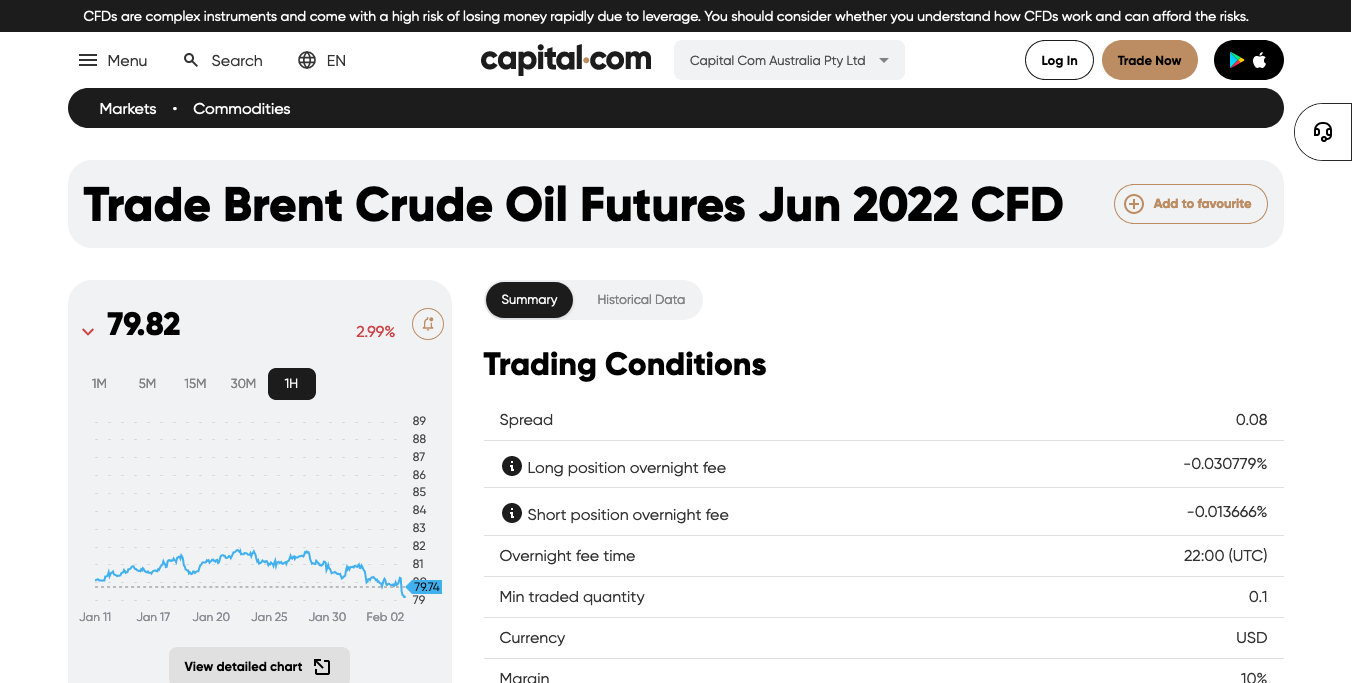 CFDs are complex instruments and come with a high risk of losing money rapidly due to leverage. You should consider whether you understand how CFDs work and can afford the risks.
Menu Search EN capital.com Capital Com Australia Pty Ltd Log In Trade Now
Markets • Commodities
Trade Brent Crude Oil Futures Jun 2022 CFD Add to favourite
79.82 2.99%
1M 5M 15M 30M 1H
89
88
87
86
85
84
83
82
81
79.74
79
Jan 11 Jan 17 Jan 20 Jan 25 Jan 30 Feb 02
View detailed chart
Summary Historical Data
Trading Conditions
Spread 0.08
Long position overnight fee -0.030779%
Short position overnight fee -0.013666%
Overnight fee time 22:00 (UTC)
Min traded quantity 0.1
Currency USD
Margin 10%